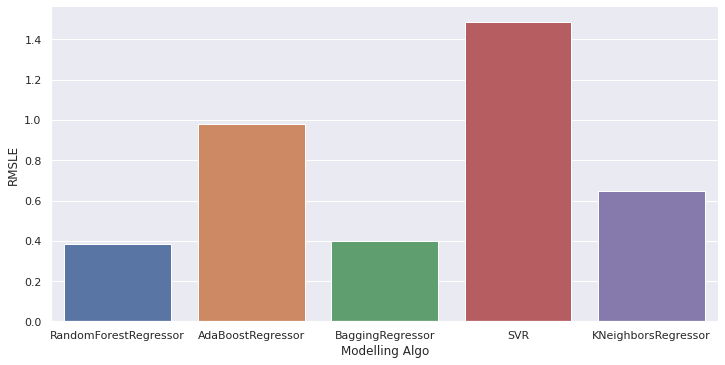 RMSLE
1.4
1.2
1.0
0.8
0.6
0.4
0.2
0.0
RandomForestRegressor AdaBoostRegressor BaggingRegressor SVR KNeighborsRegressor
Modelling Algo